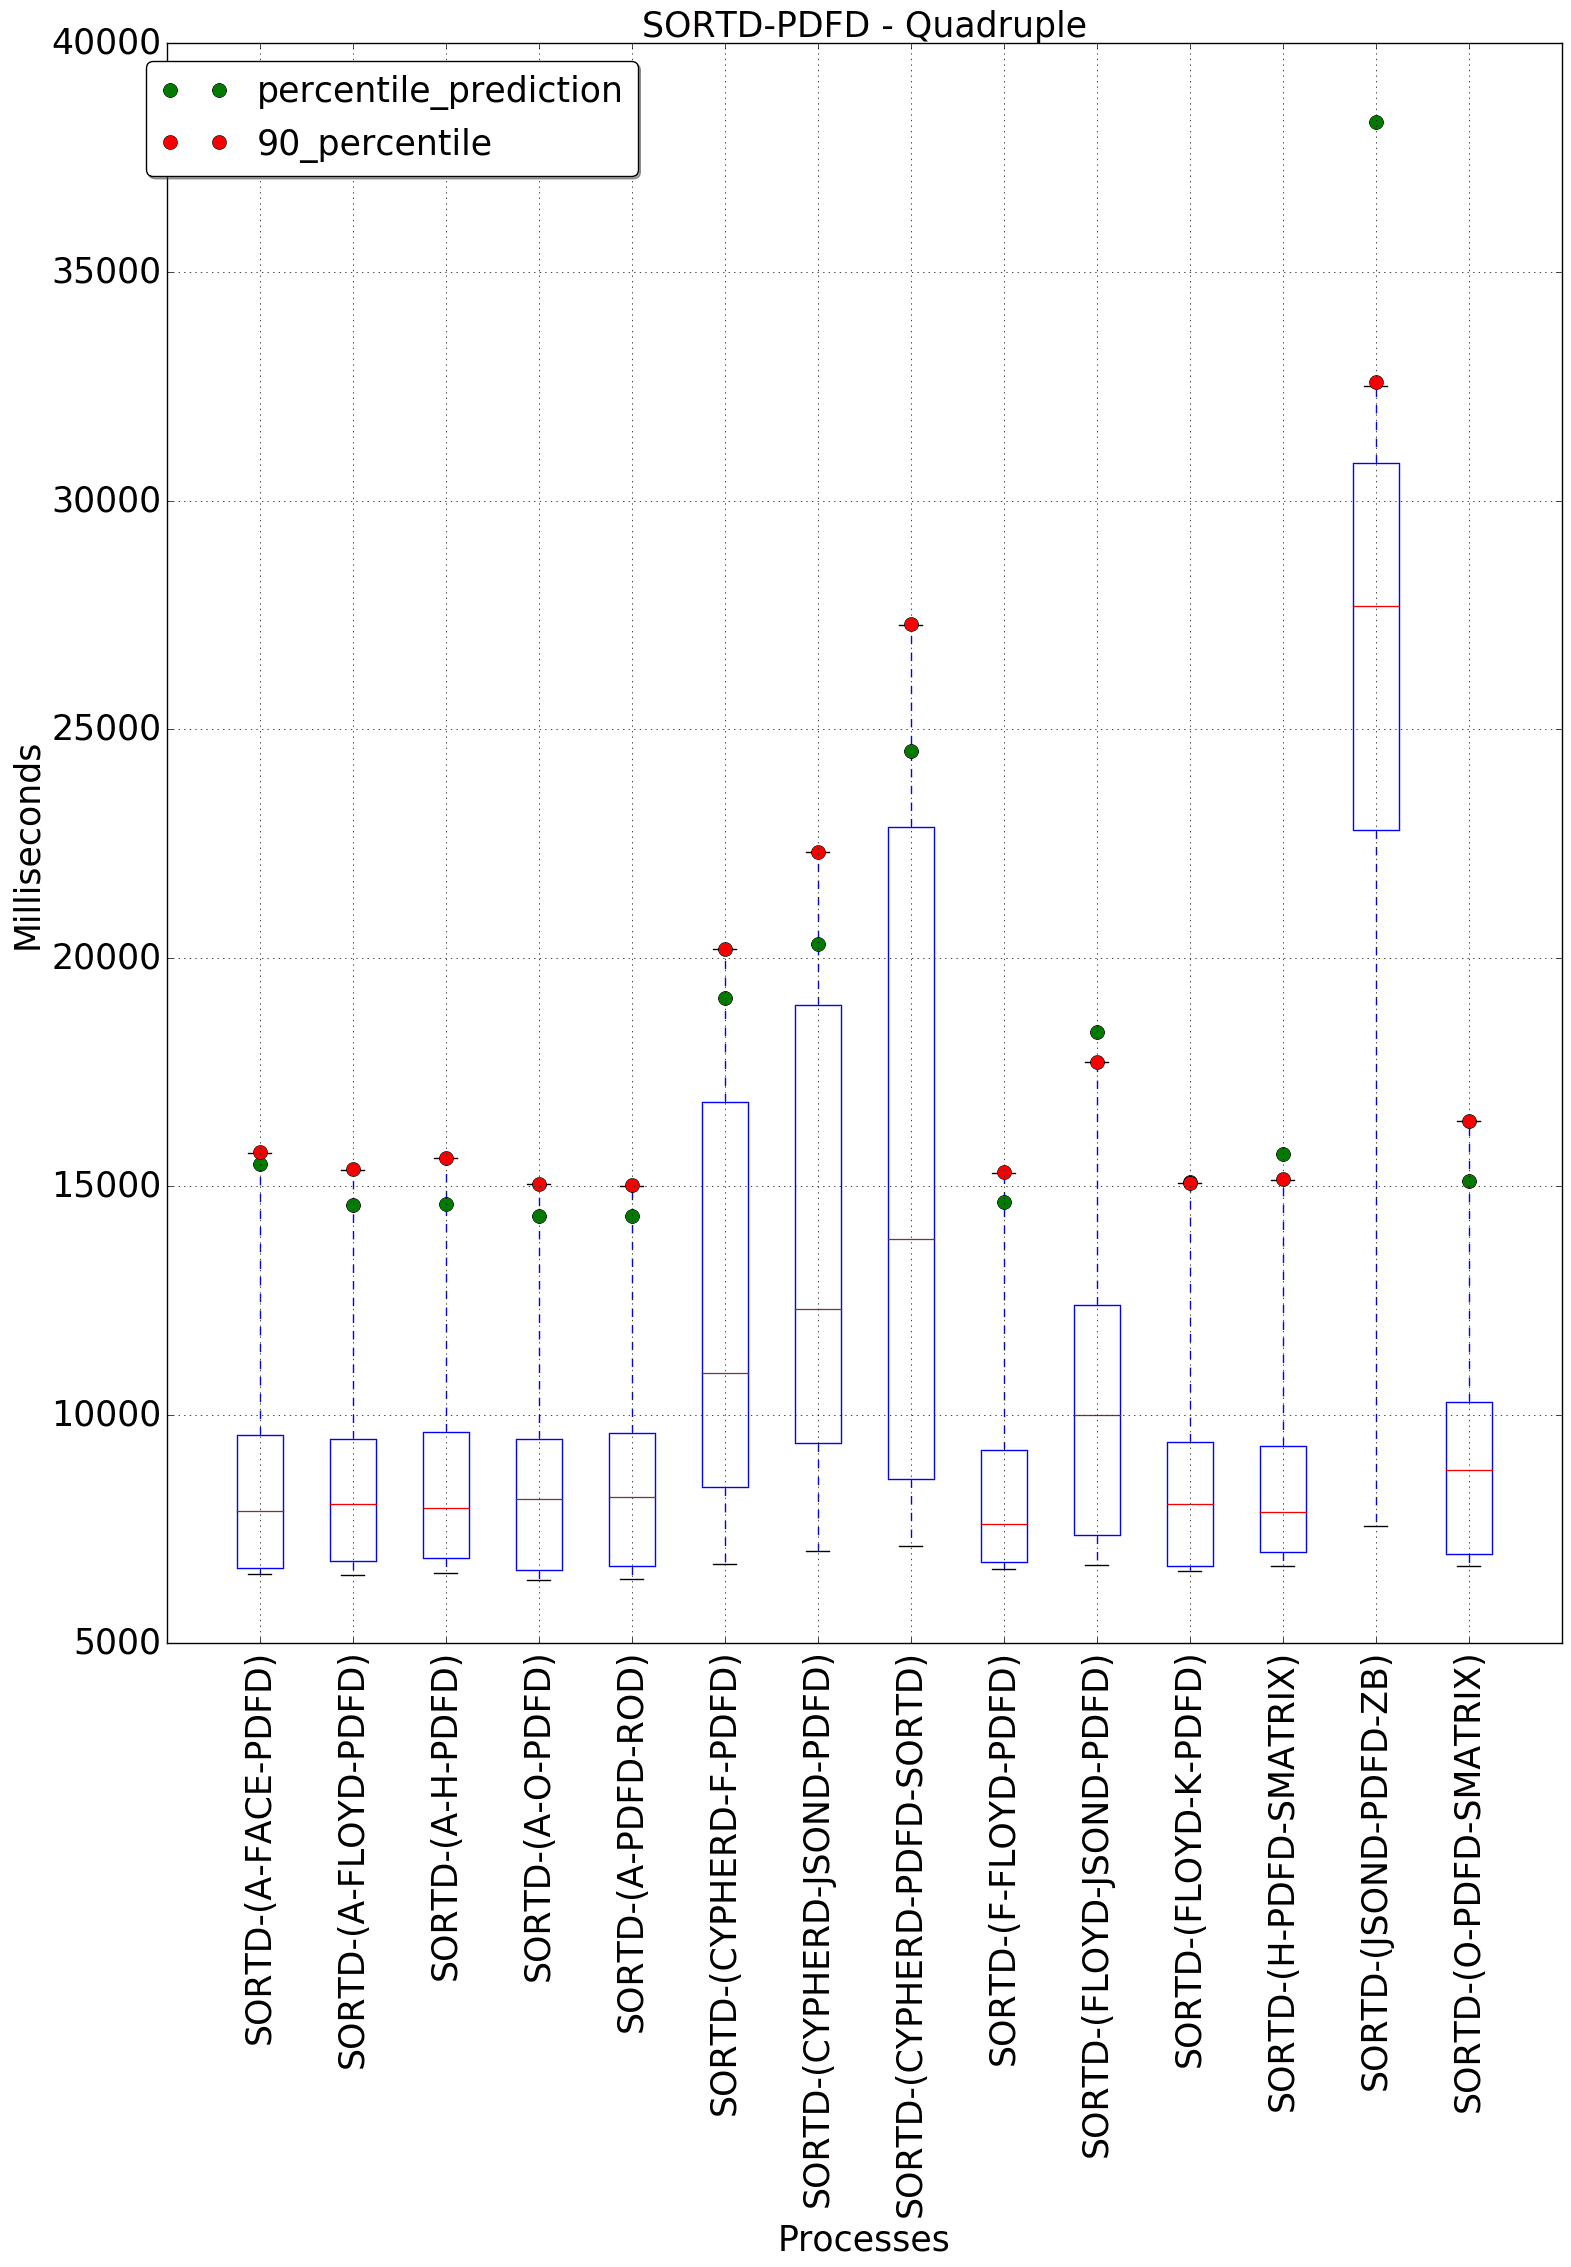 SORTD-PDFD - Quadruple
percentile_prediction
90_percentile
40000
35000
30000
25000
20000
15000
10000
5000
Milliseconds
SORTD-(A-FACE-PDFD)
SORTD-(A-FLOYD-PDFD)
SORTD-(A-H-PDFD)
SORTD-(A-O-PDFD)
SORTD-(A-PDFD-ROD)
SORTD-(CYPHERD-F-PDFD)
SORTD-(CYPHERD-JSOND-PDFD)
SORTD-(CYPHERD-PDFD-SORTD)
SORTD-(F-FLOYD-PDFD)
SORTD-(FLOYD-JSOND-PDFD)
SORTD-(FLOYD-K-PDFD)
SORTD-(H-PDFD-SMATRIX)
SORTD-(JSOND-PDFD-ZB)
SORTD-(O-PDFD-SMATRIX)
Processes